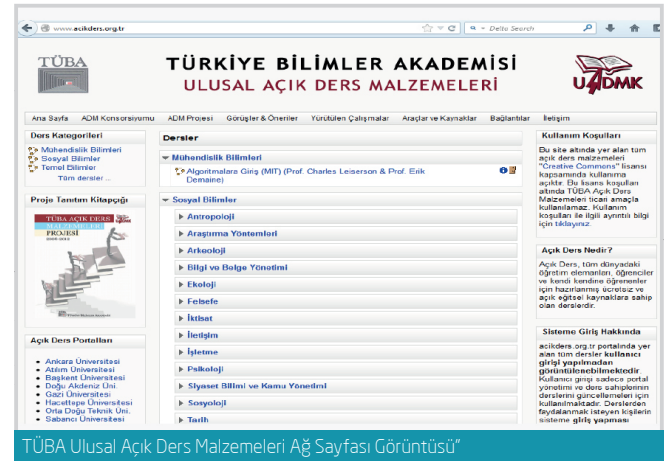 www.acikders.org.tr
Delta Search
TÜBA
TÜRKİYE BİLİMLER AKADEMİSİ
ULUSAL AÇIK DERS MALZEMELERİ
UADMK
Ana Sayfa ADM Konsorsiyumu ADM Projesi Görüşler & Öneriler Yürütülen Çalışmalar Araçlar ve Kaynaklar Bağlantılar İletişim
Ders Kategorileri
Mühendislik Bilimleri
Sosyal Bilimler
Temel Bilimler
Tüm dersler ...
Proje Tanıtım Kitapçığı
TÜBA AÇIK DERS
MALZEMELERİ
PROJESİ
Açık Ders Portalları
Ankara Üniversitesi
Atılım Üniversitesi
Başkent Üniversitesi
Doğu Akdeniz Üni.
Gazi Üniversitesi
Hacettepe Üniversitesi
Orta Doğu Teknik Üni.
Sabancı Üniversitesi
Dersler
Mühendislik Bilimleri
Algoritmalara Giriş (MIT) (Prof. Charles Leiserson & Prof. Erik
Demaine)
Sosyal Bilimler
Antropoloji
Araştırma Yöntemleri
Arkeoloji
Bilgi ve Belge Yönetimi
Ekoloji
Felsefe
İktisat
İletişim
İşletme
Psikoloji
Siyaset Bilimi ve Kamu Yönetimi
Sosyoloji
Tarih
Kullanım Koşulları
Bu site altında yer alan tüm
açık ders malzemeleri
"Creative Commons" lisansı
kapsamında kullanıma
açıktır. Bu lisans koşulları
altında TÜBA Açık Ders
Malzemeleri ticari amaçla
kullanılamaz. Kullanım
koşulları ile ilgili ayrıntılı bilgi
için tıklayınız.
Açık Ders Nedir?
Açık Ders, tüm dünyadaki
öğretim elemanları, öğrenciler
ve kendi kendine öğrenenler
için hazırlanmış ücretsiz ve
açık eğitsel kaynaklara sahip
olan derslerdir.
Sisteme Giriş Hakkında
acikders.org.tr portalında yer
alan tüm dersler kullanıcı
girişi yapılmadan
görüntülenebilmektedir.
Kullanıcı girişi sadece portal
yönetimi ve ders sahiplerinin
derslerini güncellemeleri için
kullanılmaktadır. Derslerden
faydalanmak isteyen kişilerin
sisteme giriş yapması
TÜBA Ulusal Açık Ders Malzemeleri Ağ Sayfası Görüntüsü"